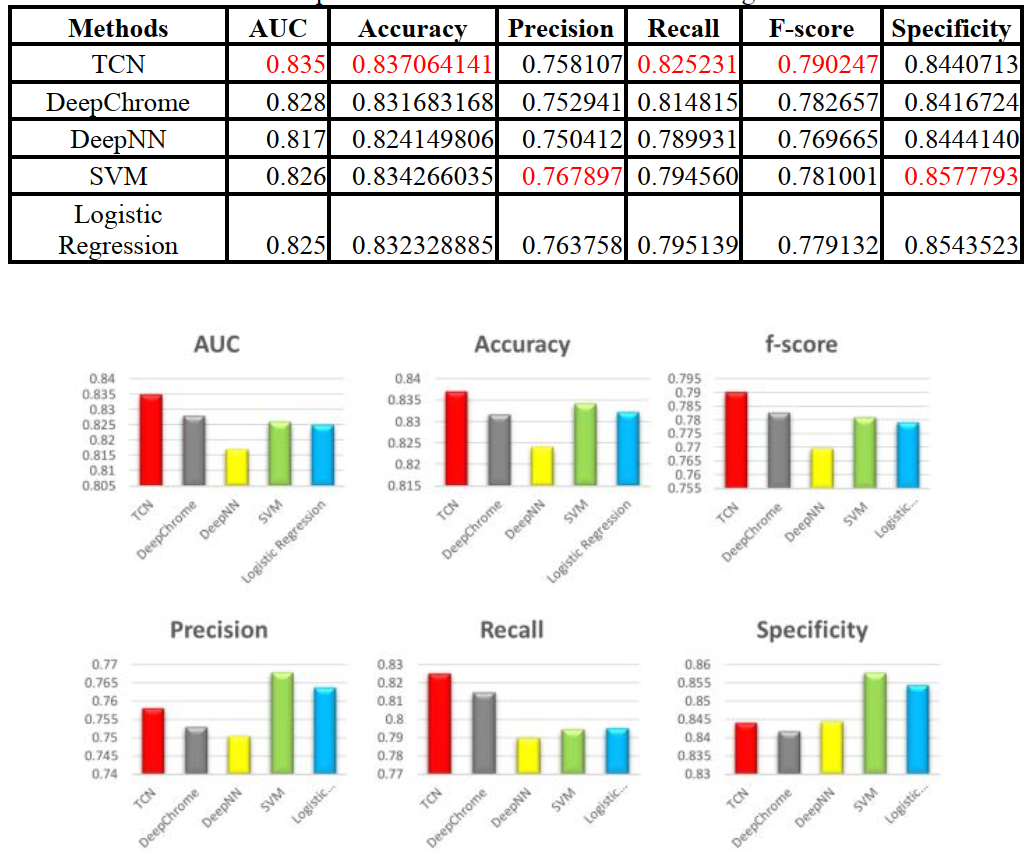 Methods AUC Accuracy Precision Recall F-score Specificity
TCN 0.835 0.837064141 0.758107 0.825231 0.790247 0.8440713
DeepChrome 0.828 0.831683168 0.752941 0.814815 0.782657 0.8416724
DeepNN 0.817 0.824149806 0.750412 0.789931 0.769665 0.8444140
SVM 0.826 0.834266035 0.767897 0.794560 0.781001 0.8577793
Logistic
Regression 0.825 0.832328885 0.763758 0.795139 0.779132 0.8543523
AUC
0.84
0.835
0.83
0.825
0.82
0.815
0.81
0.805
TCN
DeepChrome
DeepNN
SVM
Logistic Regression
Accuracy
0.84
0.835
0.83
0.825
0.82
0.815
TCN
DeepChrome
DeepNN
SVM
Logistic Regression
f-score
0.795
0.79
0.785
0.78
0.775
0.77
0.765
0.76
0.755
TCN
DeepChrome
DeepNN
SVM
Logistic...
Precision
0.77
0.765
0.76
0.755
0.75
0.745
0.74
TCN
DeepChrome
DeepNN
SVM
Logistic...
Recall
0.83
0.82
0.81
0.8
0.79
0.78
0.77
TCN
DeepChrome
DeepNN
SVM
Logistic...
Specificity
0.86
0.855
0.85
0.845
0.84
0.835
0.83
TCN
DeepChrome
DeepNN
SVM
Logistic...